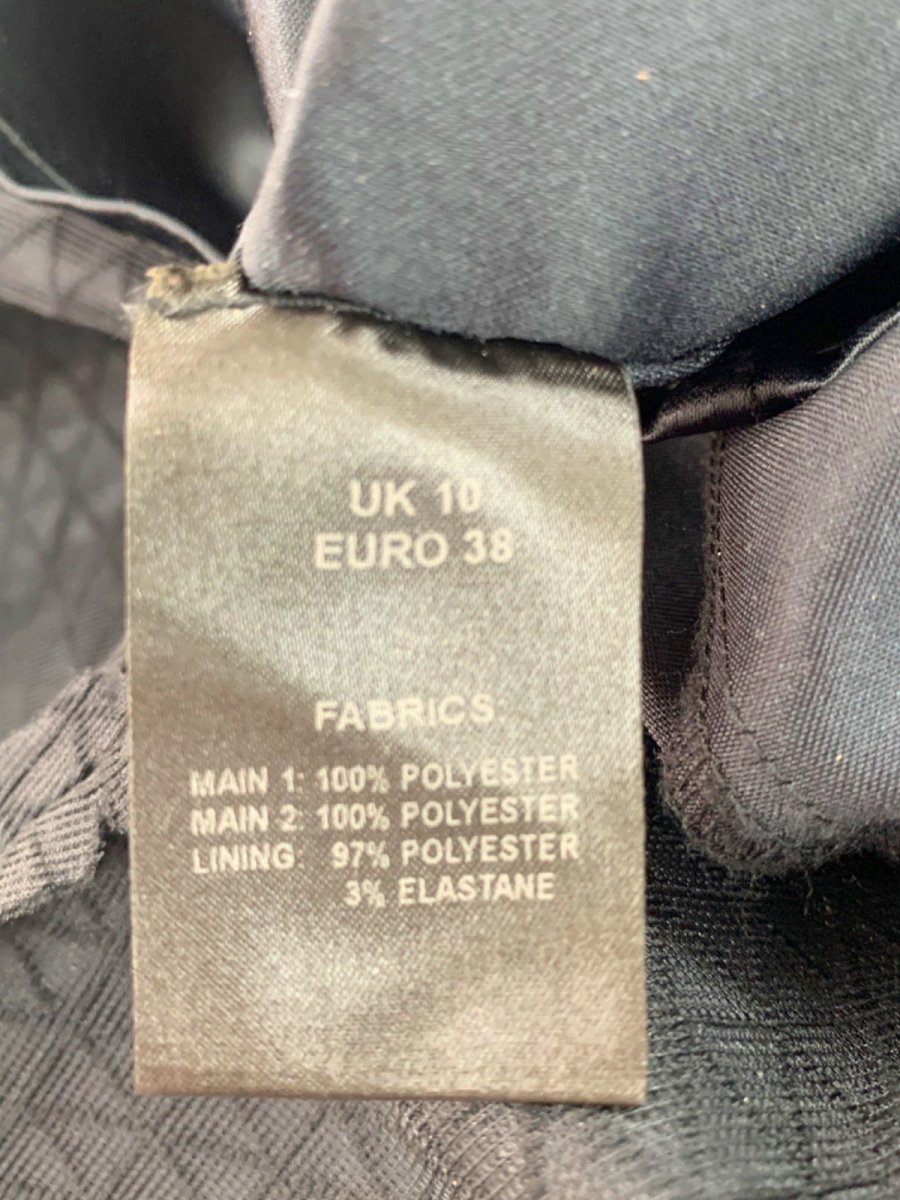 UK 10
EURO 38
FABRICS
MAIN 1: 100% POLYESTER
MAIN 2: 100% POLYESTER
LINING: 97% POLYESTER
3% ELASTANE